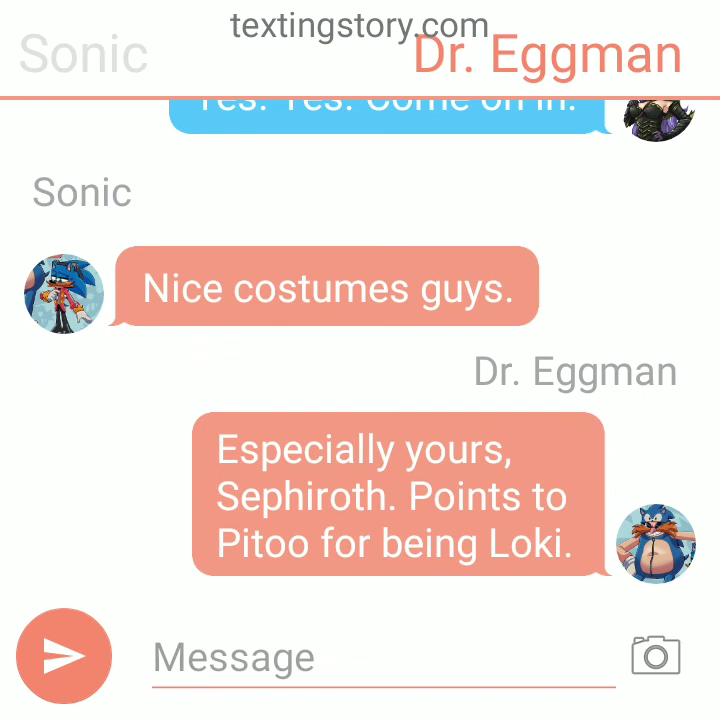 textingstory.com
Sonic
Dr. Eggman
Yes. Yes. Come on in.
Sonic
Nice costumes guys.
Dr. Eggman
Especially yours,
Sephiroth. Points to
Pitoo for being Loki.
Message